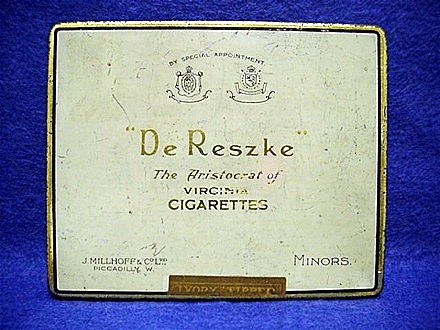 BY SPECIAL APPOINTMENT
"De Reszke"
The Aristocrat of
VIRGINIA
CIGARETTES
J. MILLHOFF & Co LTD
PICCADILLY, W.
MINORS.
IVORY TIPPED